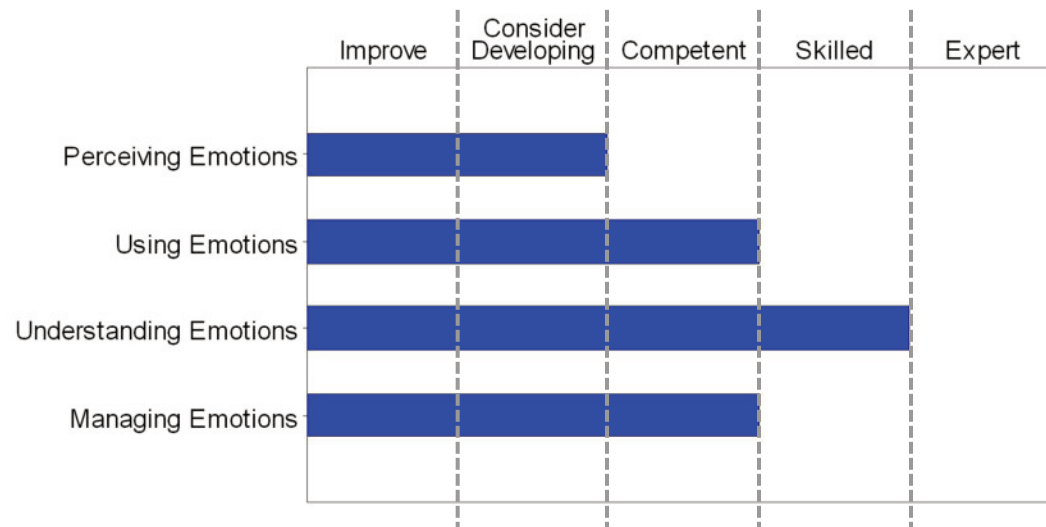 Improve
Consider
Developing
Competent
Skilled
Expert
Perceiving Emotions
Using Emotions
Understanding Emotions
Managing Emotions